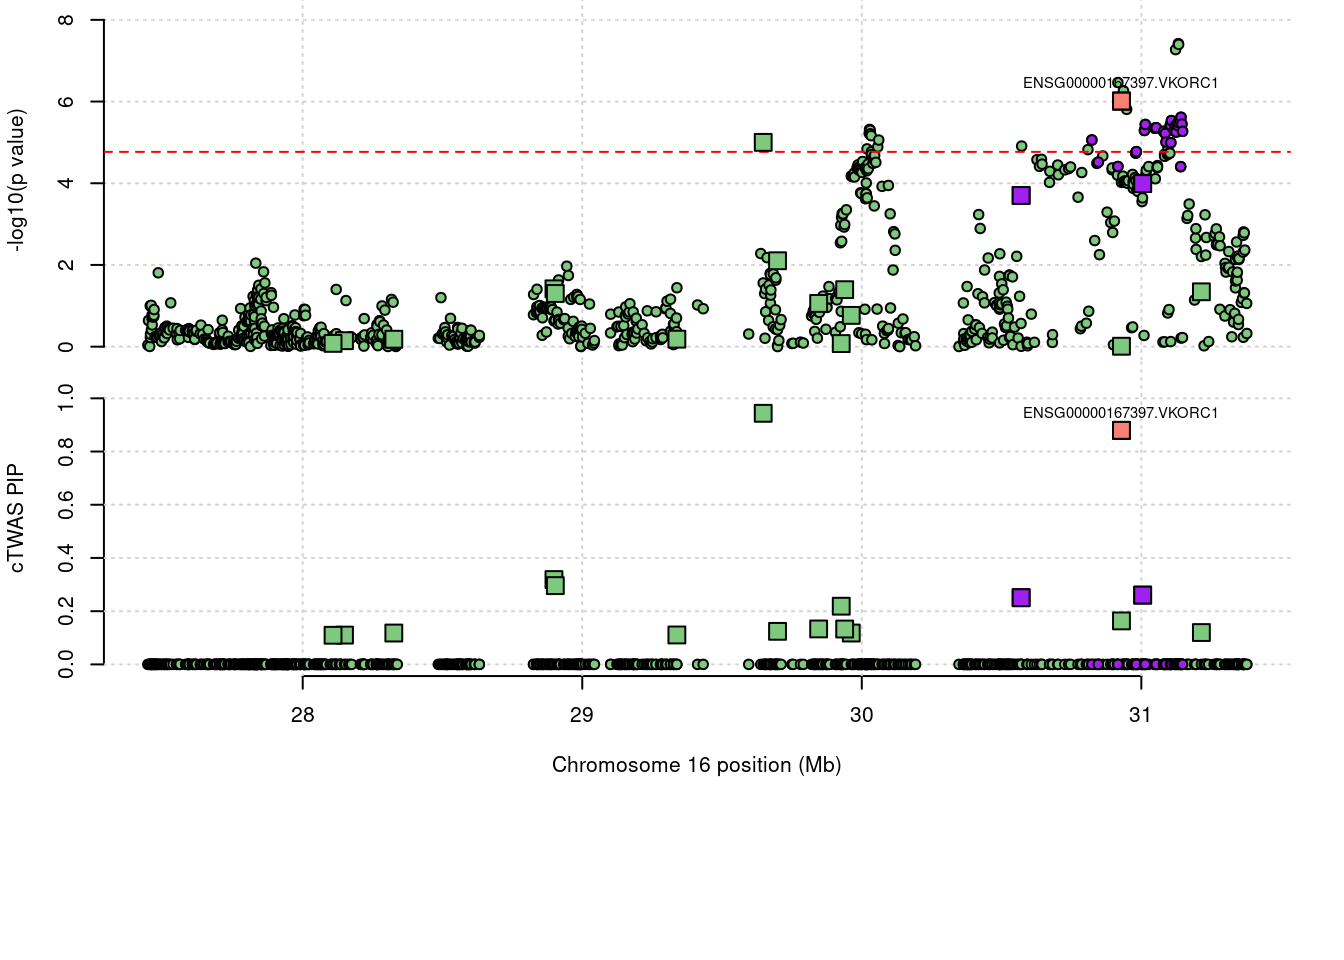 8
ENSG00000167397.VKORC1
6
4
2
0
-log10(p value)
1.0
ENSG00000167397.VKORC1
0.8
0.6
0.4
0.2
0.0
cTWAS PIP
28 29 30 31
Chromosome 16 position (Mb)